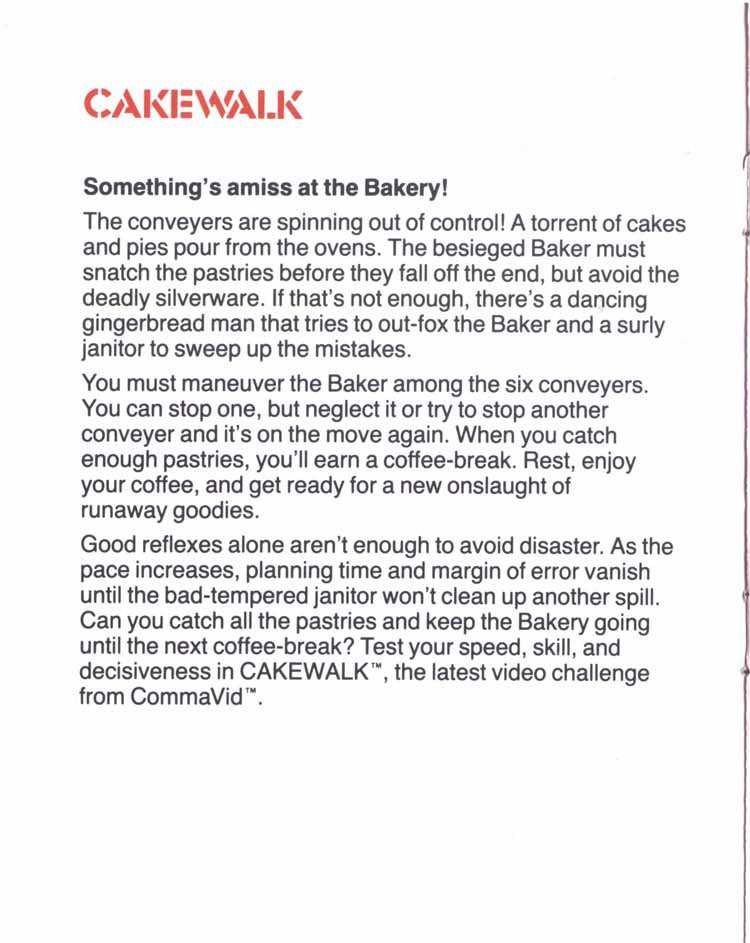 CAKEWALK
Something's amiss at the Bakery!
The conveyers are spinning out of control! A torrent of cakes
and pies pour from the ovens. The besieged Baker must
snatch the pastries before they fall off the end, but avoid the
deadly silverware. If that's not enough, there's a dancing
gingerbread man that tries to out-fox the Baker and a surly
janitor to sweep up the mistakes.
You must maneuver the Baker among the six conveyers.
You can stop one, but neglect it or try to stop another
conveyer and it's on the move again. When you catch
enough pastries, you'll earn a coffee-break. Rest, enjoy
your coffee, and get ready for a new onslaught of
runaway goodies.
Good reflexes alone aren't enough to avoid disaster. As the
pace increases, planning time and margin of error vanish
until the bad-tempered janitor won't clean up another spill.
Can you catch all the pastries and keep the Bakery going
until the next coffee-break? Test your speed, skill, and
decisiveness in CAKEWALK™, the latest video challenge
from CommaVid™.